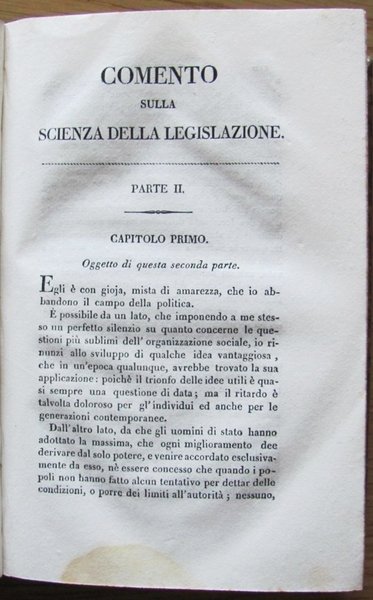 COMENTO
SULLA
SCIENZA DELLA LEGISLAZIONE.
PARTE II.
CAPITOLO PRIMO.
Oggetto di questa seconda parte.
Egli è con gioja, mista di amarezza, che io ab-
bandono il campo della politica.
È possibile da un lato, che imponendo a me stes-
so un perfetto silenzio su quanto concerne le que-
stioni più sublimi dell'organizzazione sociale, io ri-
nunzi allo sviluppo di qualche idea vantaggiosa,
che in un'epoca qualunque, avrebbe trovato la sua
applicazione: poichè il trionfo delle idee utili è qua-
si sempre una questione di data; ma il ritardo è
talvolta doloroso per gl'individui ed anche per le
generazioni contemporanee.
Dall'altro lato, da che gli uomini di stato hanno
adottato la massima, che ogni miglioramento dee
derivare dal solo potere, e venire accordato esclusiva-
mente da esso, nè essere concesso che quando i po-
poli non hanno fatto alcun tentativo per dettar delle
condizioni, o porre dei limiti all'autorità; nessuno,